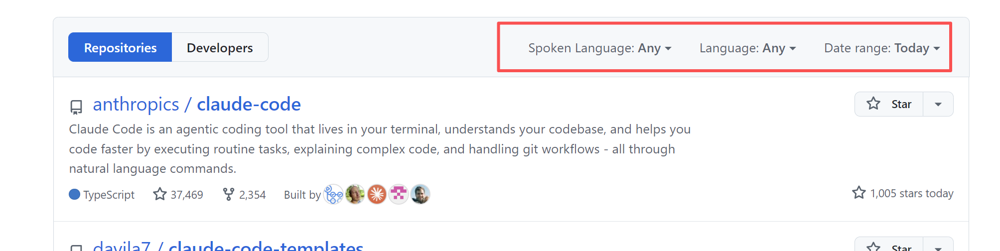 Repositories Developers Spoken Language: Any Language: Any Date range: Today
anthropics / claude-code Star
Claude Code is an agentic coding tool that lives in your terminal, understands your codebase, and helps you
code faster by executing routine tasks, explaining complex code, and handling git workflows - all through
natural language commands.
TypeScript 37,469 2,354 Built by 1,005 stars today
davila7 / claude-code-templates Star